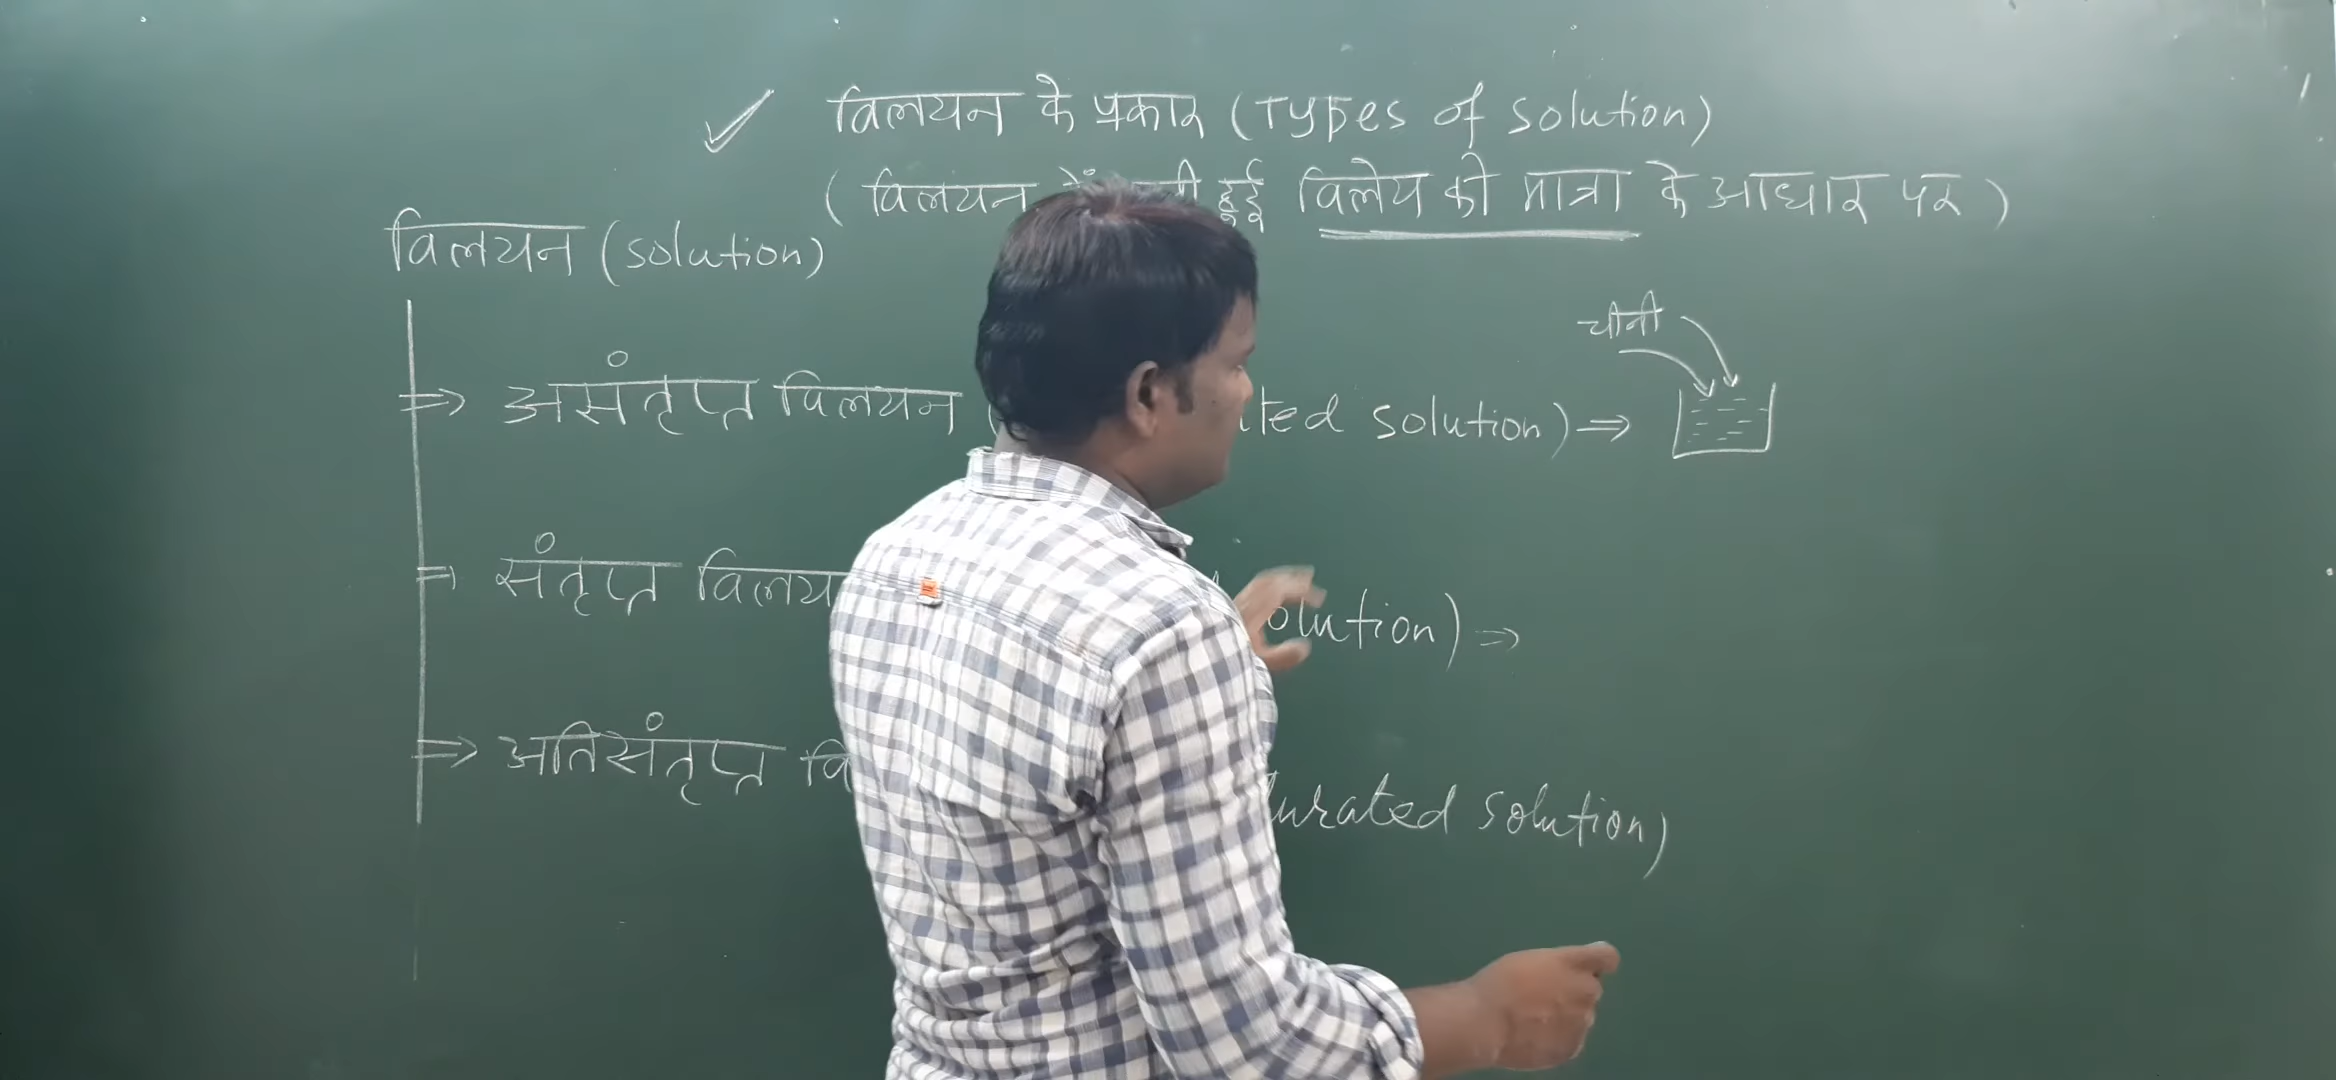 विलयन के प्रकार (Types of solution)
(विलयन हुई विलेय की मात्रा के आधार पर)
विलयन (solution)
चीनी
⇒ असंतृप्त विलयन ( ted solution) ⇒
⇒ संतृप्त विलय olution) ⇒
⇒ अतिसंतृप्त वि urated solution)